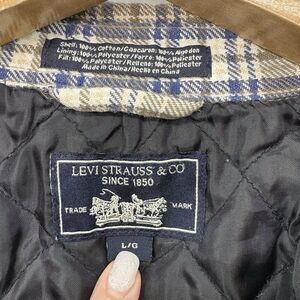 Shell: 100% Cotton/Cascaron: 100% Algodon
Lining: 100% Polyester/Forro: 100% Poliester
Fill: 100% Polyester/Relleno: 100% Poliester
Made in China/Hecho en China
LEVI STRAUSS & CO
SINCE 1850
TRADE MARK
L/G